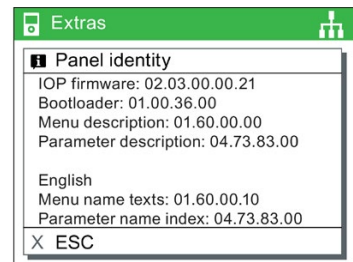 Extras
Panel identity
IOP firmware: 02.03.00.00.21
Bootloader: 01.00.36.00
Menu description: 01.60.00.00
Parameter description: 04.73.83.00
English
Menu name texts: 01.60.00.10
Parameter name index: 04.73.83.00
X ESC